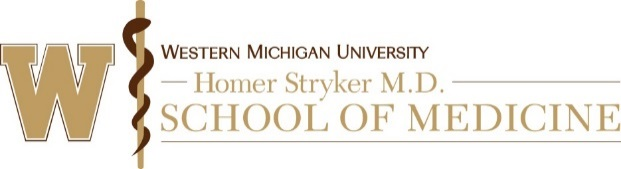 W
WESTERN MICHIGAN UNIVERSITY
Homer Stryker M.D.
SCHOOL OF MEDICINE